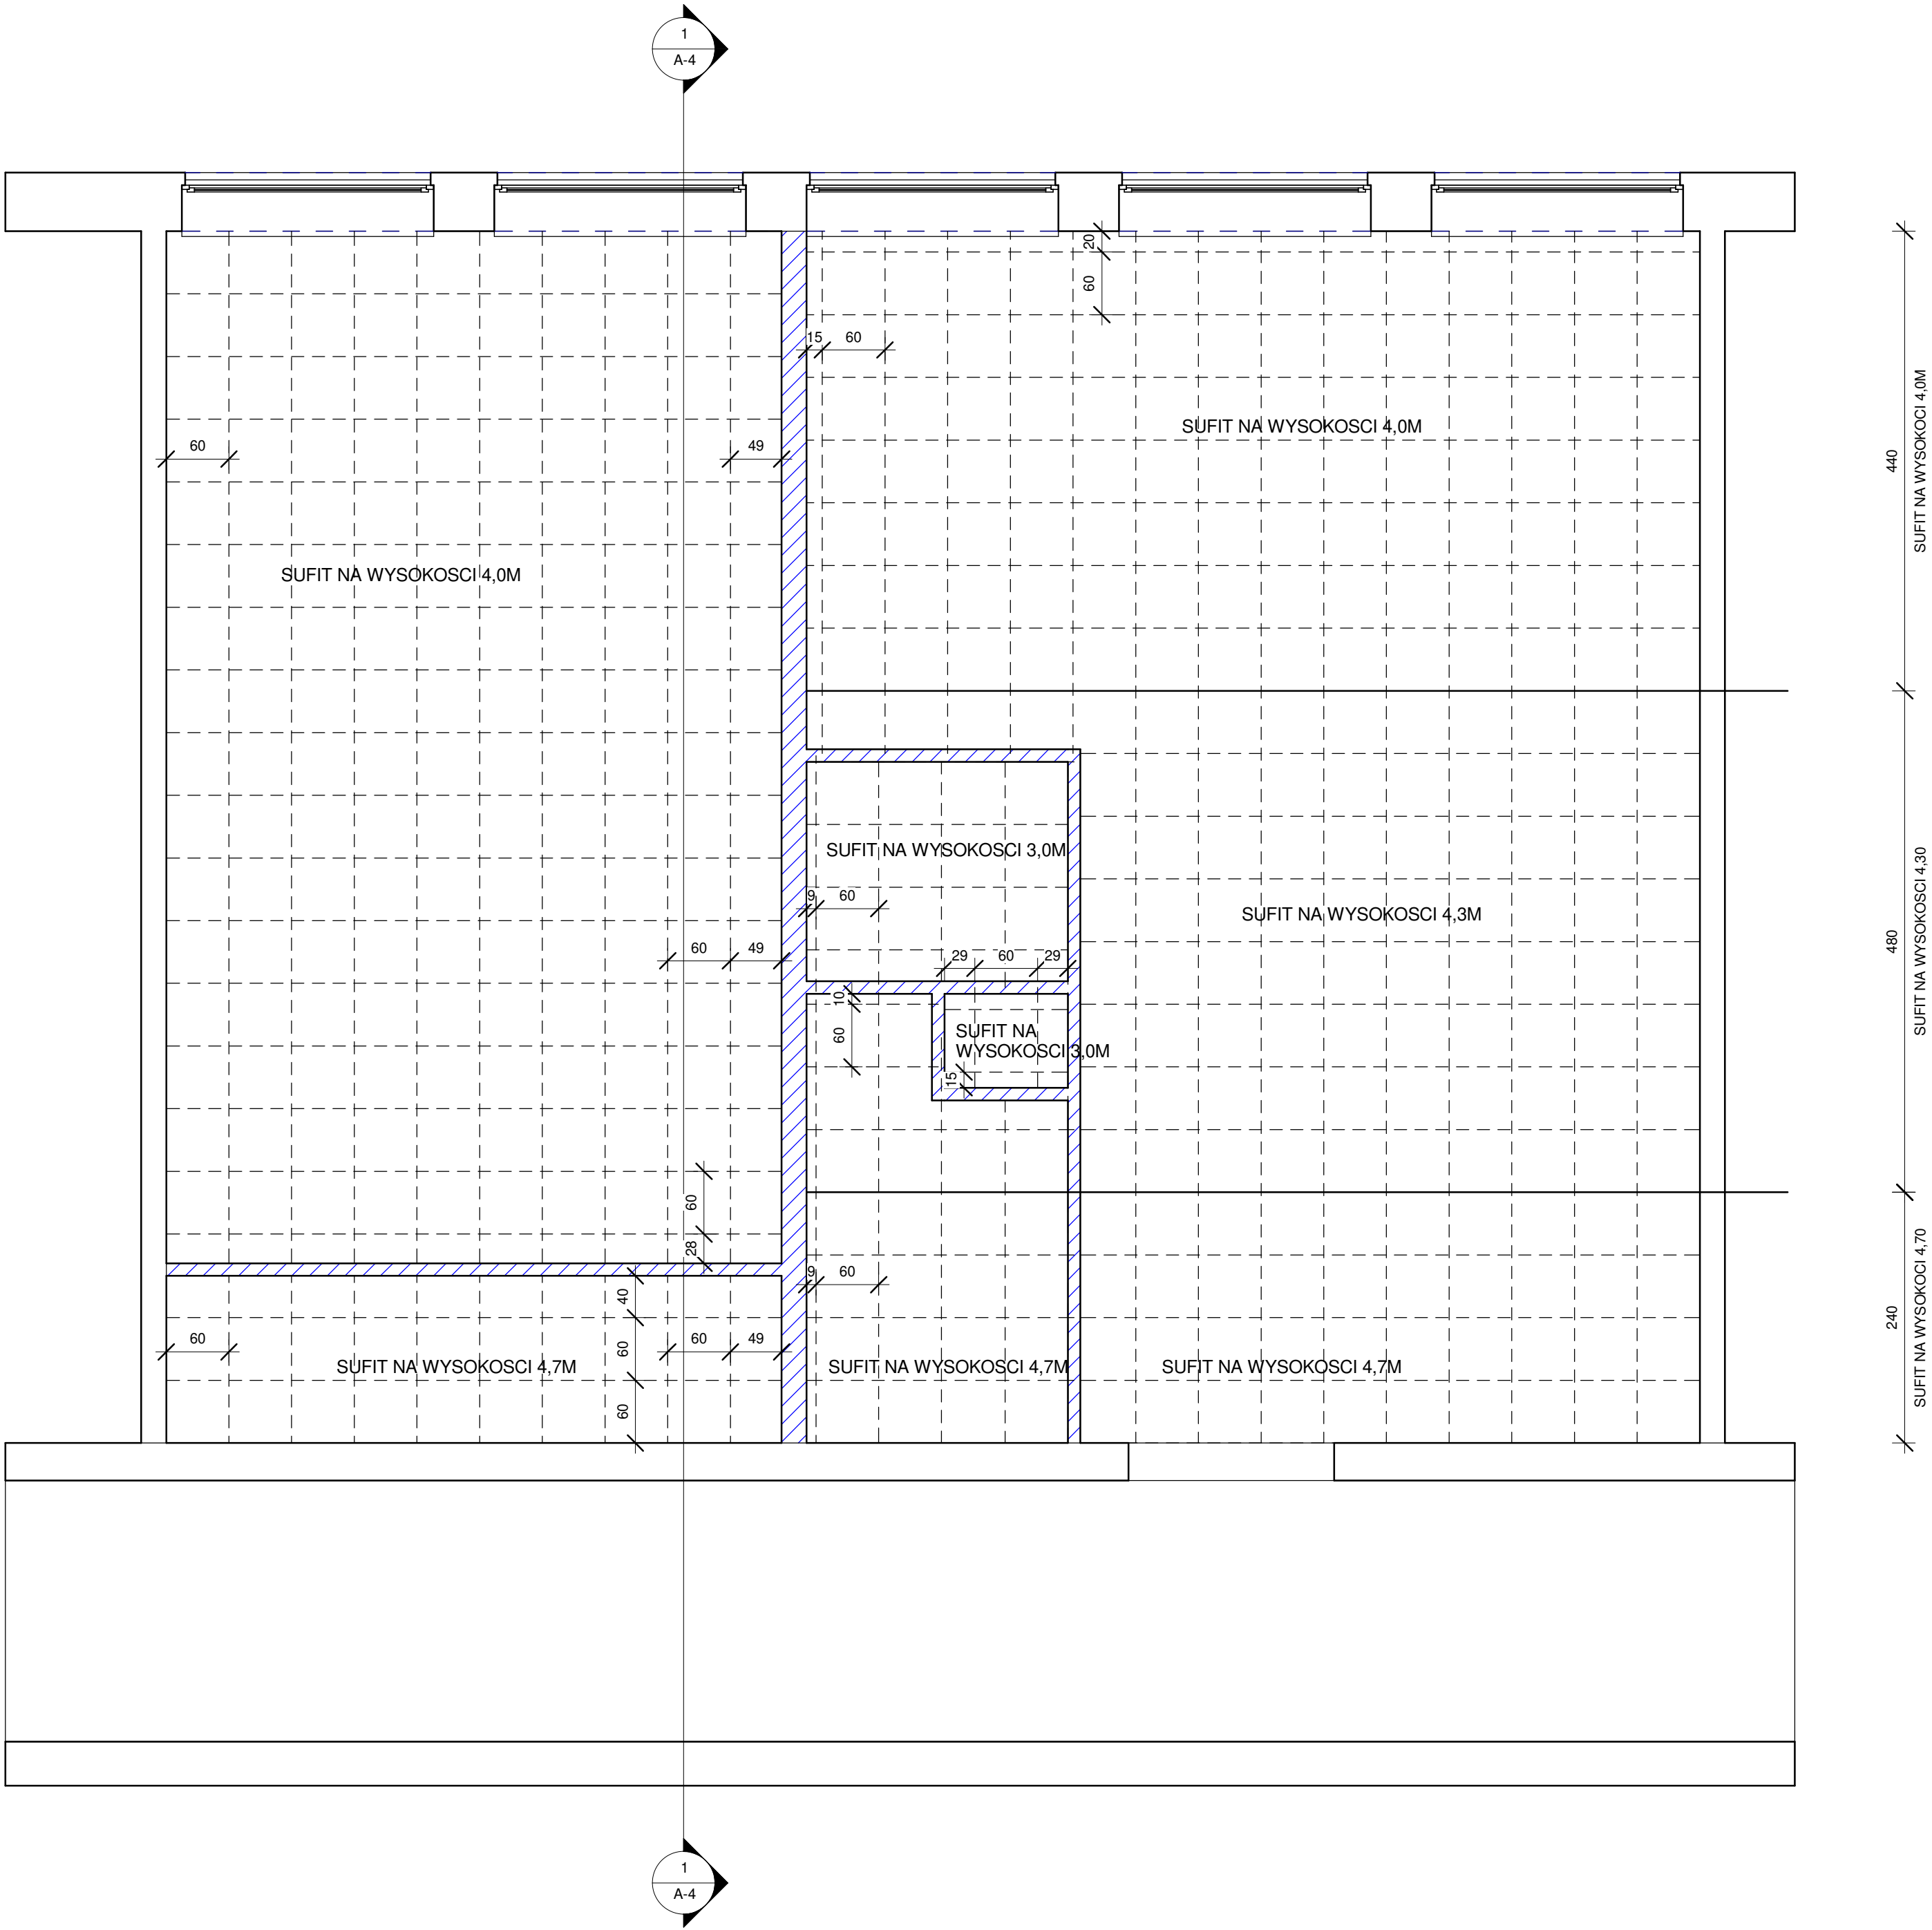 1
A-4
20
60
15
60
SUFIT NA WYSOKOSCI 4,0M
60
49
440
SUFIT NA WYSOKOCI 4,0M
SUFIT NA WYSOKOSCI 4,0M
SUFIT NA WYSOKOSCI 3,0M
9
60
SUFIT NA WYSOKOSCI 4,3M
480
SUFIT NA WYSOKOSCI 4,30
60
49
29
60
29
10
60
SUFIT NA
WYSOKOSCI 3,0M
15
60
28
9
60
40
60
60
60
60
49
SUFIT NA WYSOKOSCI 4,7M
SUFIT NA WYSOKOSCI 4,7M
SUFIT NA WYSOKOSCI 4,7M
240
SUFIT NA WYSOKOCI 4,70
1
A-4